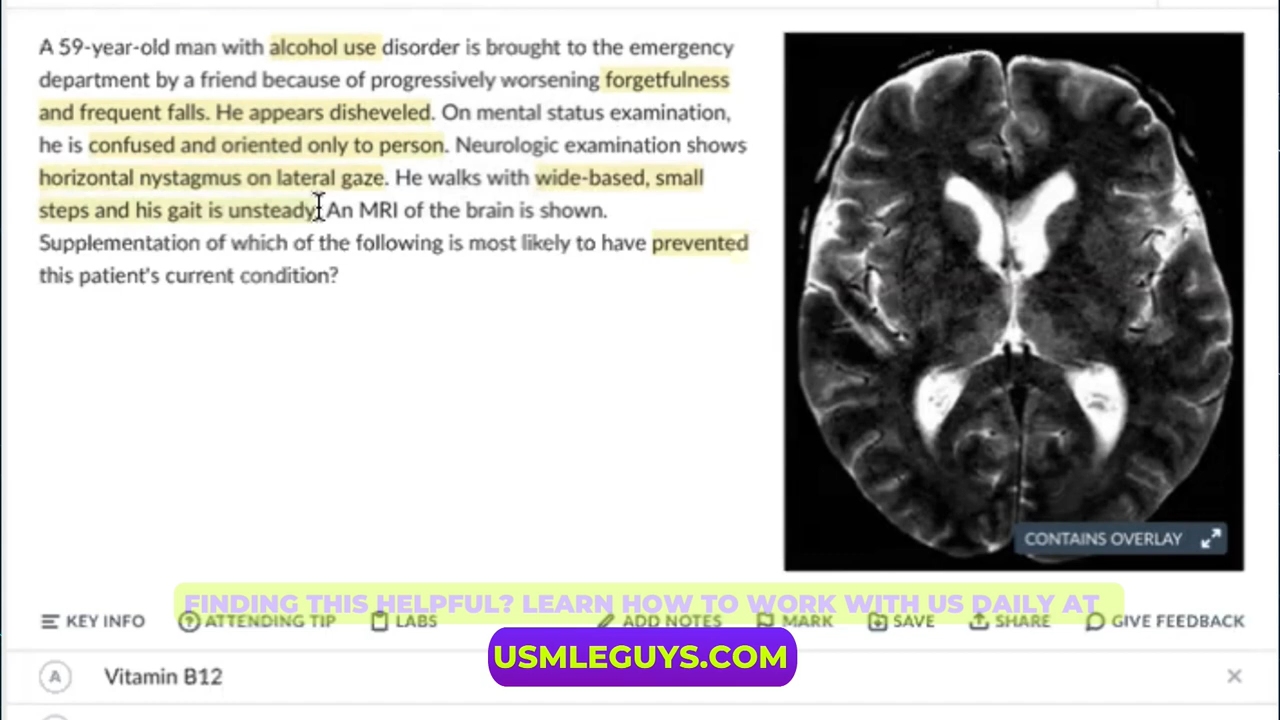 A 59-year-old man with alcohol use disorder is brought to the emergency
department by a friend because of progressively worsening forgetfulness
and frequent falls. He appears disheveled. On mental status examination,
he is confused and oriented only to person. Neurologic examination shows
horizontal nystagmus on lateral gaze. He walks with wide-based, small
steps and his gait is unsteady. An MRI of the brain is shown.
Supplementation of which of the following is most likely to have prevented
this patient's current condition?
CONTAINS OVERLAY
FINDING THIS HELPFUL? LEARN HOW TO WORK WITH US DAILY AT
KEY INFO ATTENDING TIP LABS ADD NOTES MARK SAVE SHARE GIVE FEEDBACK
USMLEGUYS.COM
A Vitamin B12